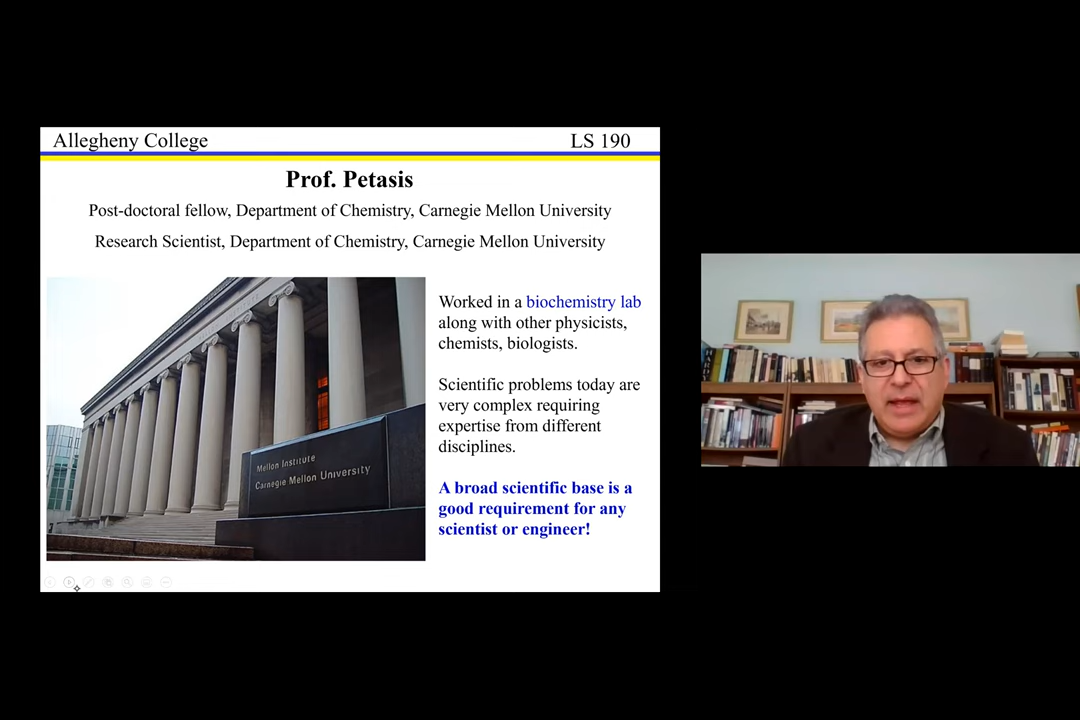 Allegheny College
LS 190
Prof. Petasis
Post-doctoral fellow, Department of Chemistry, Carnegie Mellon University
Research Scientist, Department of Chemistry, Carnegie Mellon University
Mellon Institute
Carnegie Mellon University
Worked in a biochemistry lab
along with other physicists,
chemists, biologists.
Scientific problems today are
very complex requiring
expertise from different
disciplines.
A broad scientific base is a
good requirement for any
scientist or engineer!
HARDY